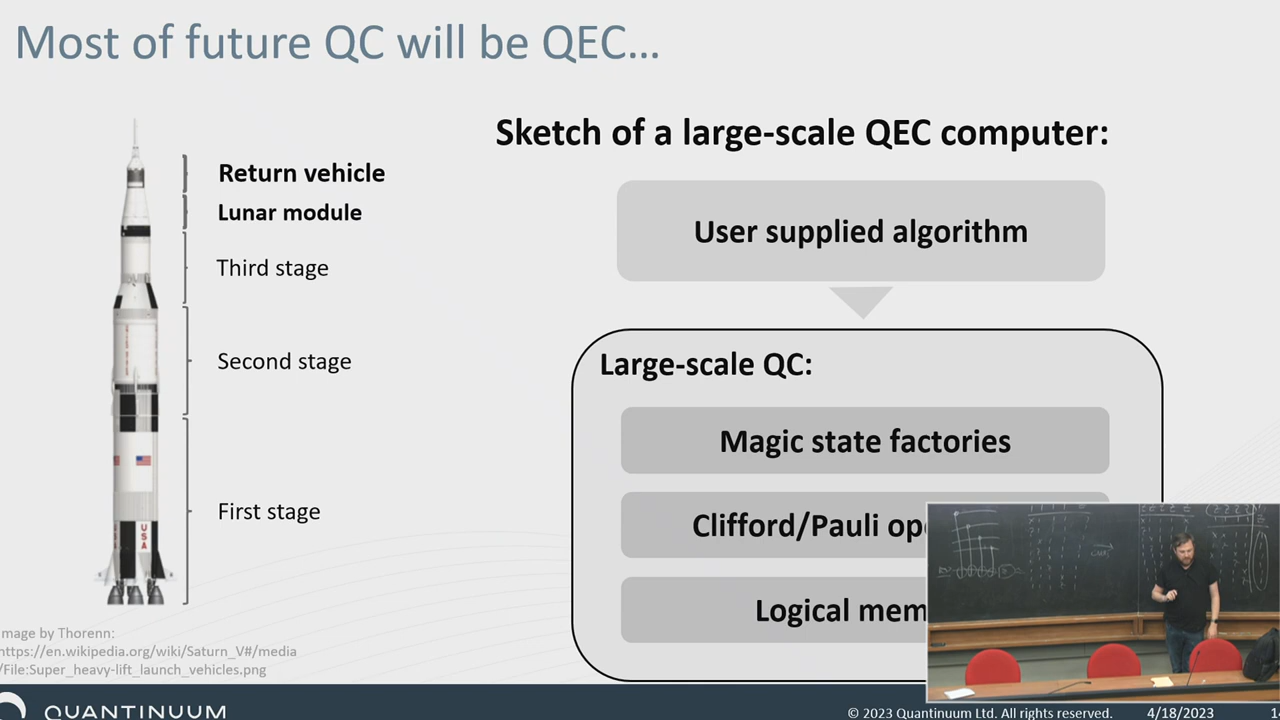 Most of future QC will be QEC...
Return vehicle
Lunar module
Third stage
Second stage
First stage
USA
mage by Thorenn:
https://en.wikipedia.org/wiki/Saturn_V#/media
/File:Super_heavy-lift_launch_vehicles.png
Sketch of a large-scale QEC computer:
User supplied algorithm
Large-scale QC:
Magic state factories
Clifford/Pauli ope
Logical mem
QUANTINUUM
© 2023 Quantinuum Ltd. All rights reserved.
4/18/2023